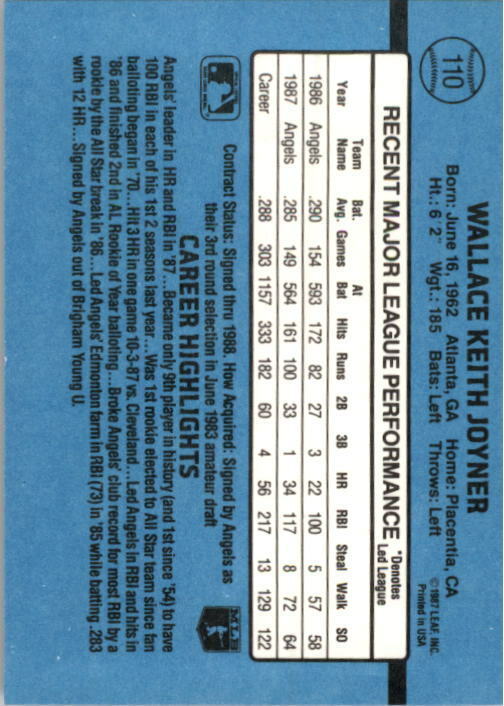 110
WALLACE KEITH JOYNER
©1987 LEAF, INC.
Printed in USA
Born: June 16, 1962 Atlanta, GA Home: Placentia, CA
Ht.: 6' 2" Wgt.: 185 Bats: Left Throws: Left
RECENT MAJOR LEAGUE PERFORMANCE *Denotes Led League
Year Team Name Bat. Avg. Games At Bat Hits Runs 2B 3B HR RBI Steal Walk SO
1986 Angels .290 154 593 172 82 27 3 22 100 5 57 58
1987 Angels .285 149 564 161 100 33 1 34 117 8 72 64
Career .288 303 1157 333 182 60 4 56 217 13 129 122
Contract Status: Signed thru 1988. How Acquired: Signed by Angels as
their 3rd round selection in June 1983 amateur draft
MLB
CAREER HIGHLIGHTS
Angels' leader in HR and RBI in '87...Became only 9th player in history (and 1st since '54) to have
100 RBI in each of his 1st 2 seasons last year...Was 1st rookie elected to All Star team since fan
balloting began in '70...Hit 3 HR in one game 10-3-87 vs. Cleveland...Led Angels in RBI and hits in
'86 and finished 2nd in AL Rookie of Year balloting...Broke Angels' club record for most RBI by a
rookie by the All Star break in '86...Led Angels' Edmonton farm in RBI (73) in '85 while batting .283
with 12 HR...Signed by Angels out of Brigham Young U.